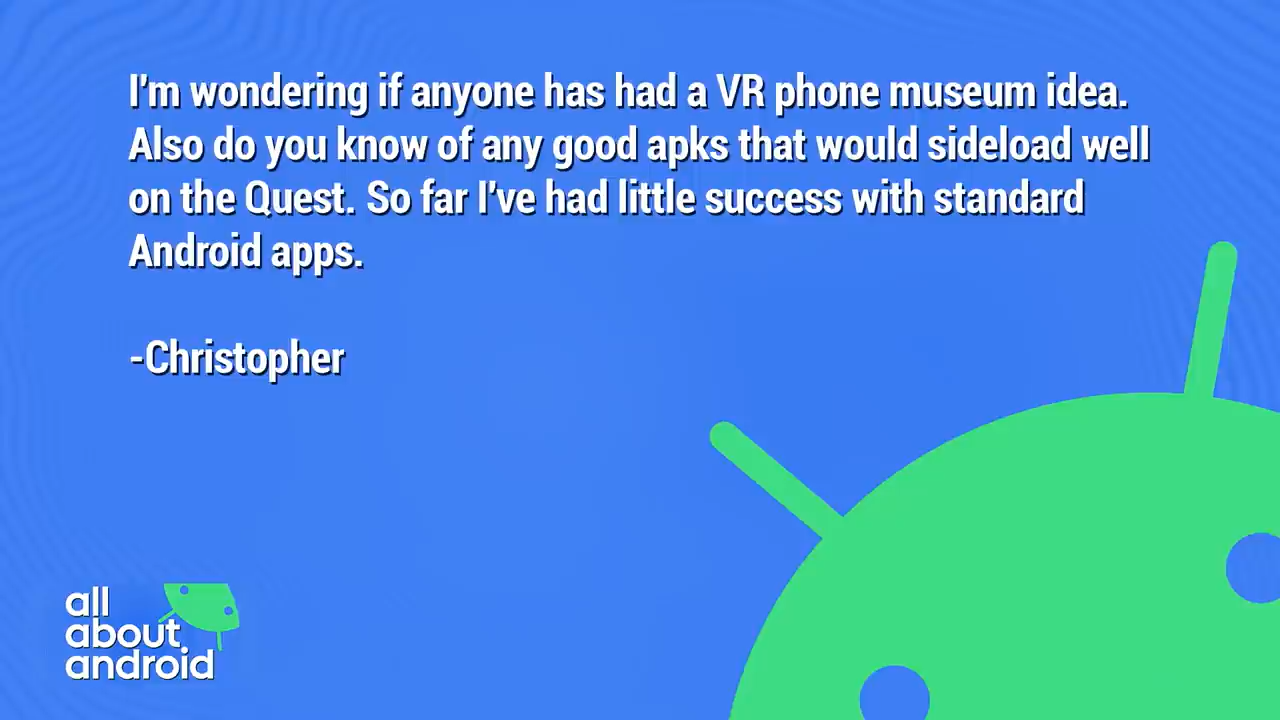 I'm wondering if anyone has had a VR phone museum idea.
Also do you know of any good apks that would sideload well
on the Quest. So far I've had little success with standard
Android apps.
-Christopher
all
about
android